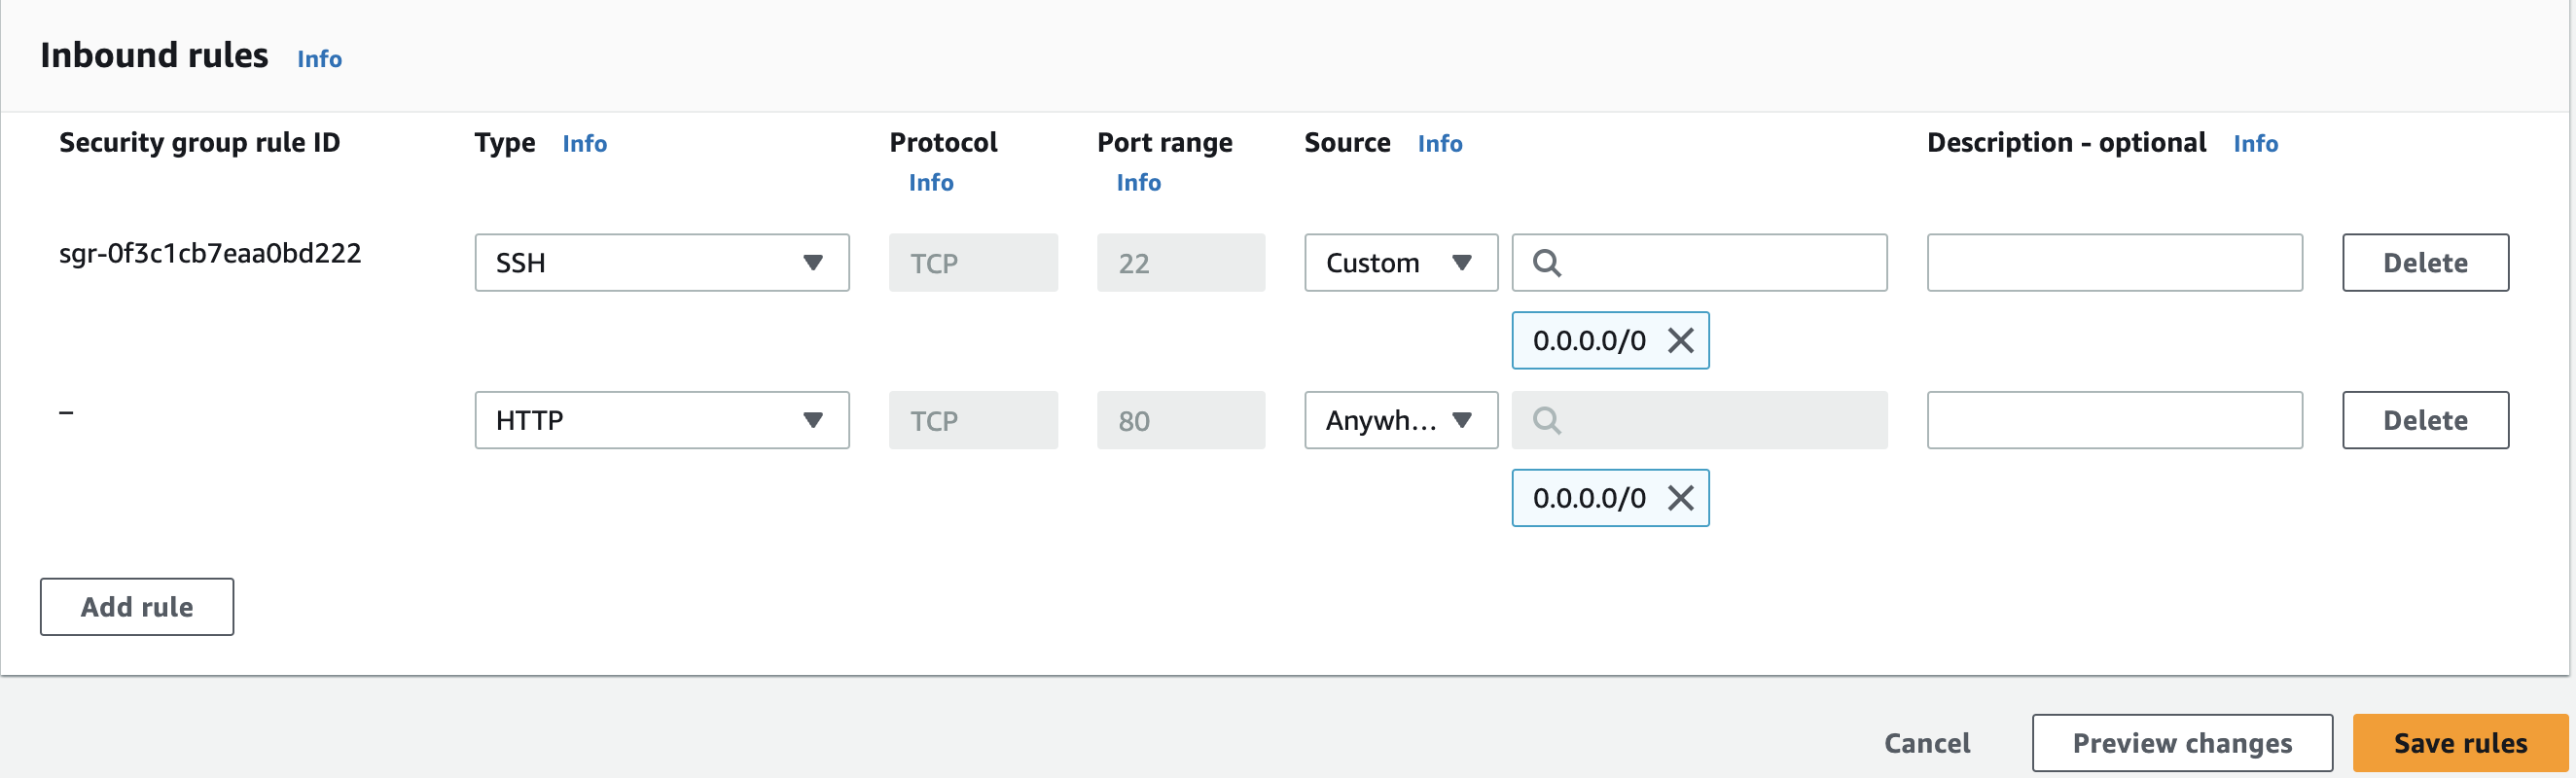 Inbound rules Info
Security group rule ID Type Info Protocol Info Port range Info Source Info Description - optional Info
sgr-0f3c1cb7eaa0bd222 SSH TCP 22 Custom Delete
0.0.0.0/0
– HTTP TCP 80 Anywh... Delete
0.0.0.0/0
Add rule
Cancel Preview changes Save rules